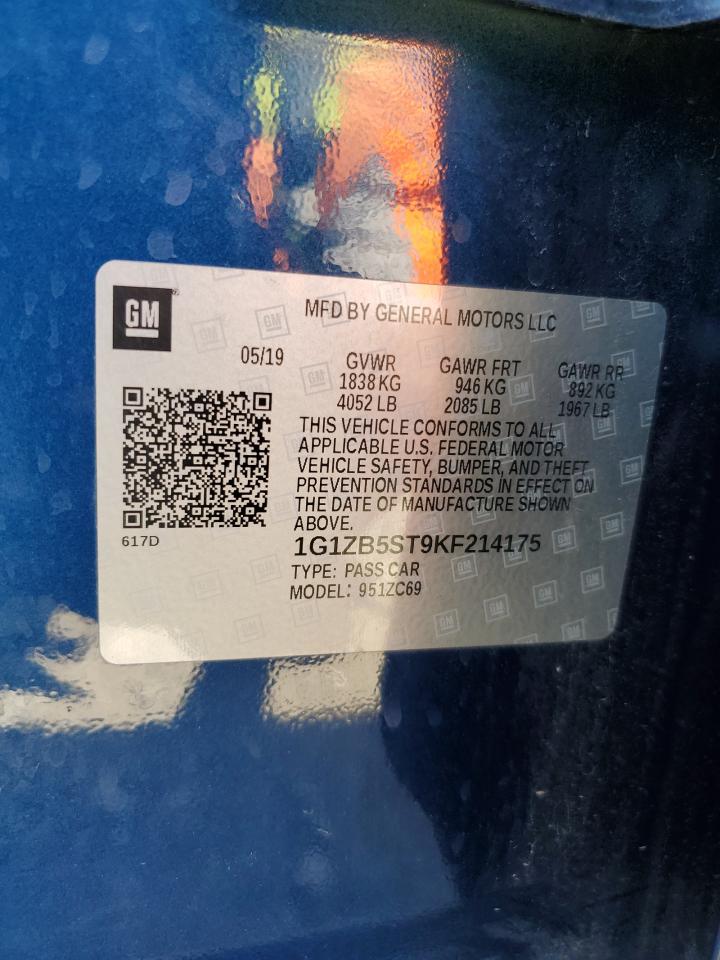 GM
MFD BY GENERAL MOTORS LLC
05/19
GVWR GAWR FRT GAWR RR
1838 KG 946 KG 892 KG
4052 LB 2085 LB 1967 LB
THIS VEHICLE CONFORMS TO ALL
APPLICABLE U.S. FEDERAL MOTOR
VEHICLE SAFETY, BUMPER, AND THEFT
PREVENTION STANDARDS IN EFFECT ON
THE DATE OF MANUFACTURE SHOWN
ABOVE.
617D
1G1ZB5ST9KF214175
TYPE: PASS CAR
MODEL: 951ZC69